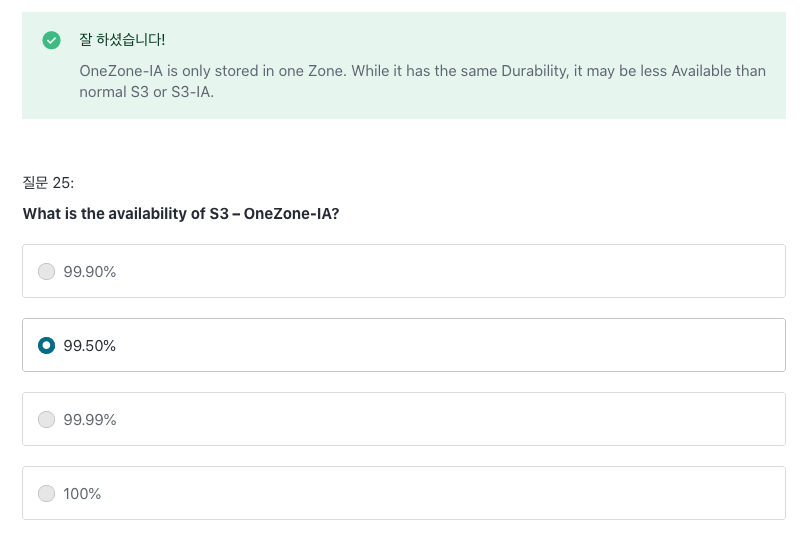 잘 하셨습니다!
OneZone-IA is only stored in one Zone. While it has the same Durability, it may be less Available than
normal S3 or S3-IA.
질문 25:
What is the availability of S3 – OneZone-IA?
99.90%
99.50%
99.99%
100%